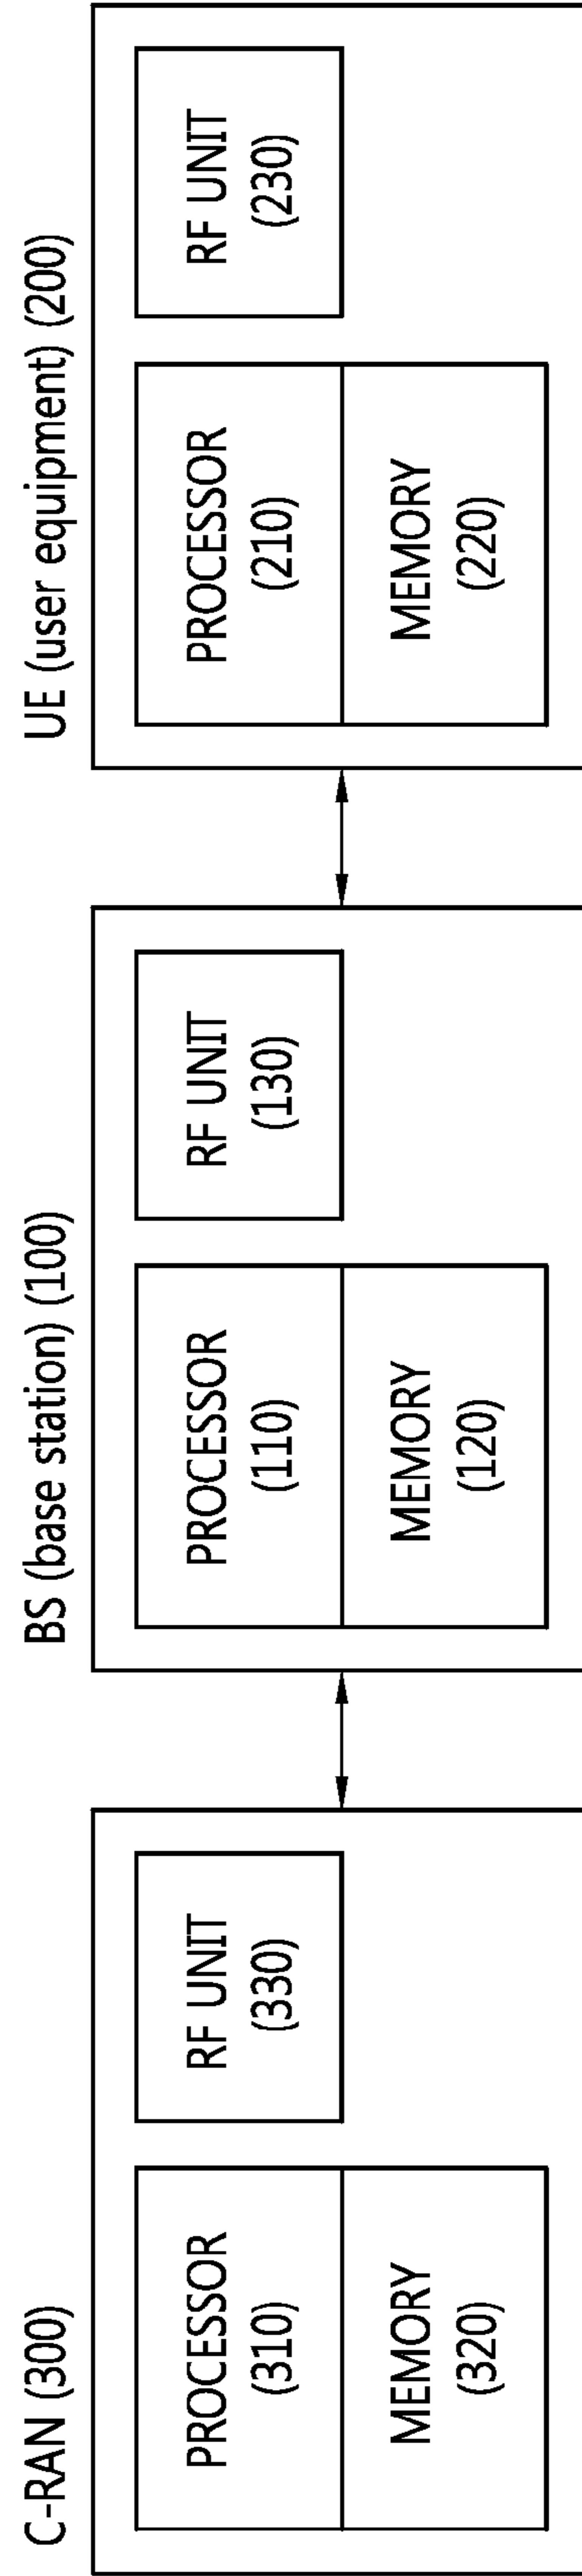 C-RAN (300)
PROCESSOR
(310)
MEMORY
(320)
RF UNIT
(330)
BS (base station) (100)
PROCESSOR
(110)
MEMORY
(120)
RF UNIT
(130)
UE (user equipment) (200)
PROCESSOR
(210)
MEMORY
(220)
RF UNIT
(230)